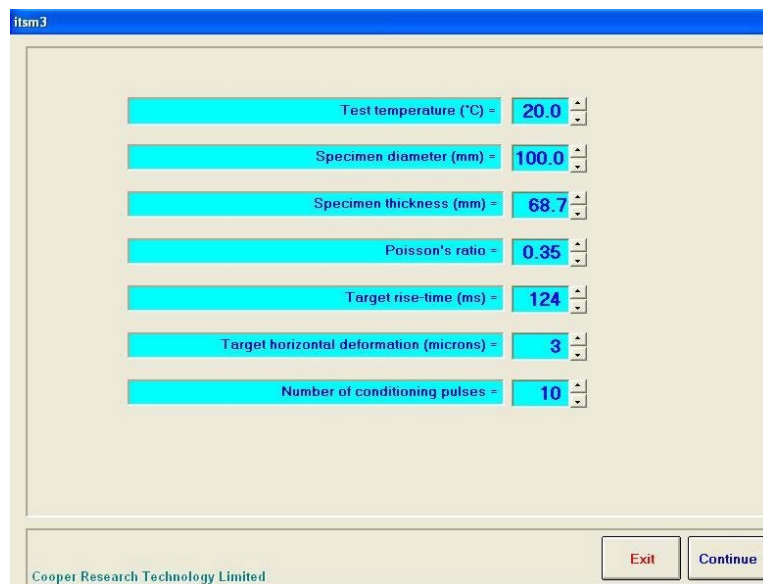 itsm3
Test temperature (°C) = 20.0
Specimen diameter (mm) = 100.0
Specimen thickness (mm) = 68.7
Poisson's ratio = 0.35
Target rise-time (ms) = 124
Target horizontal deformation (microns) = 3
Number of conditioning pulses = 10
Exit Continue
Cooper Research Technology Limited